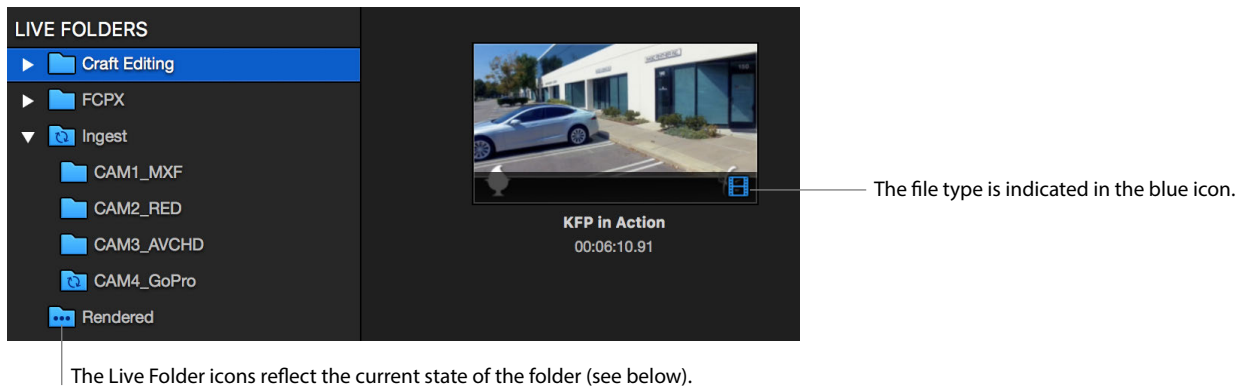 LIVE FOLDERS
Craft Editing
FCPX
Ingest
CAM1_MXF
CAM2_RED
CAM3_AVCHD
CAM4_GoPro
Rendered
KFP in Action
00:06:10.91
The file type is indicated in the blue icon.
The Live Folder icons reflect the current state of the folder (see below).